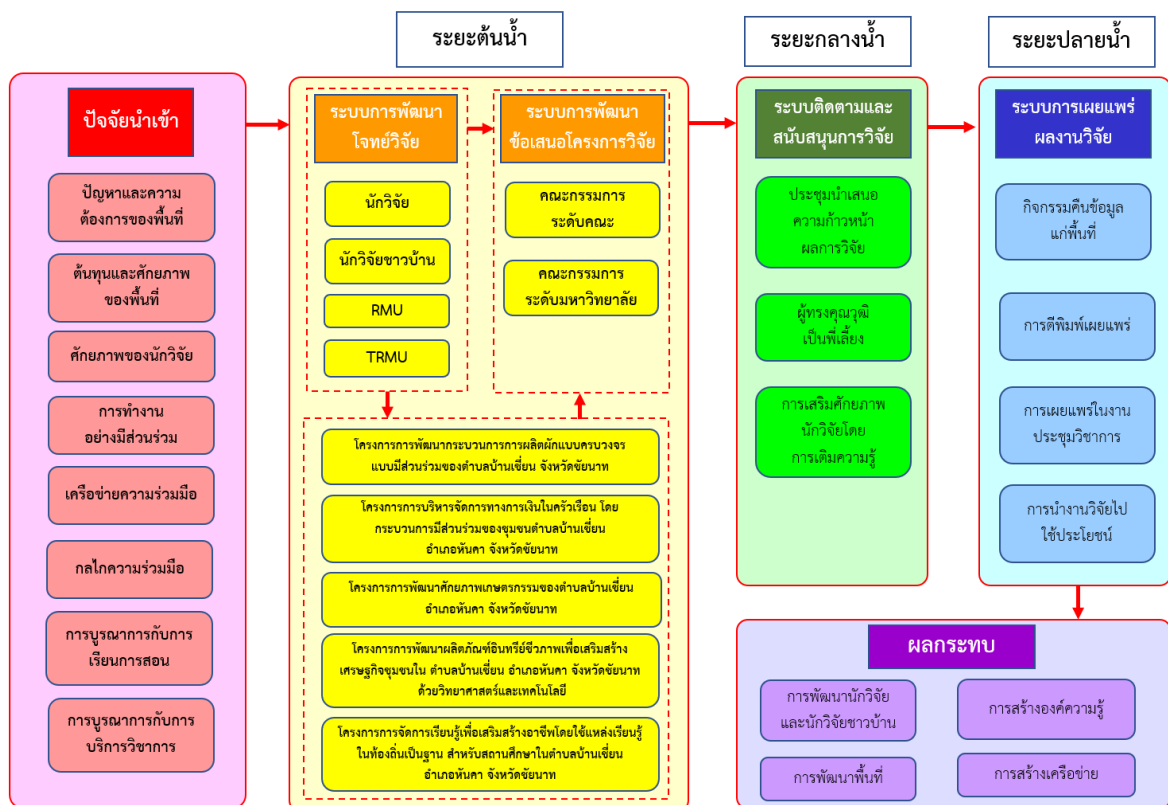 ระยะต้นน้ำ
ระยะกลางน้ำ
ระยะปลายน้ำ
ปัจจัยนำเข้า
ปัญหาและความ
ต้องการของพื้นที่
ต้นทุนและศักยภาพ
ของพื้นที่
ศักยภาพของนักวิจัย
การทำงาน
อย่างมีส่วนร่วม
เครือข่ายความร่วมมือ
กลไกความร่วมมือ
การบูรณาการกับการ
เรียนการสอน
การบูรณาการกับการ
บริการวิชาการ
ระบบการพัฒนา
โจทย์วิจัย
นักวิจัย
นักวิจัยชาวบ้าน
RMU
TRMU
ระบบการพัฒนา
ข้อเสนอโครงการวิจัย
คณะกรรมการ
ระดับคณะ
คณะกรรมการ
ระดับมหาวิทยาลัย
โครงการการพัฒนากระบวนการการผลิตผักแบบครบวงจร
แบบมีส่วนร่วมของตำบลบ้านเชี่ยน จังหวัดชัยนาท
โครงการการบริหารจัดการทางการเงินในครัวเรือน โดย
กระบวนการมีส่วนร่วมของชุมชนตำบลบ้านเชี่ยน
อำเภอหันคา จังหวัดชัยนาท
โครงการการพัฒนาศักยภาพเกษตรกรรมของตำบลบ้านเชี่ยน
อำเภอหันคา จังหวัดชัยนาท
โครงการการพัฒนาผลิตภัณฑ์อินทรีย์ชีวภาพเพื่อเสริมสร้าง
เศรษฐกิจชุมชนใน ตำบลบ้านเชี่ยน อำเภอหันคา จังหวัดชัยนาท
ด้วยวิทยาศาสตร์และเทคโนโลยี
โครงการการจัดการเรียนรู้เพื่อเสริมสร้างอาชีพโดยใช้แหล่งเรียนรู้
ในท้องถิ่นเป็นฐาน สำหรับสถานศึกษาในตำบลบ้านเชี่ยน
อำเภอหันคา จังหวัดชัยนาท
ระบบติดตามและ
สนับสนุนการวิจัย
ประชุมนำเสนอ
ความก้าวหน้า
ผลการวิจัย
ผู้ทรงคุณวุฒิ
เป็นพี่เลี้ยง
การเสริมศักยภาพ
นักวิจัยโดย
การเติมความรู้
ระบบการเผยแพร่
ผลงานวิจัย
กิจกรรมคืนข้อมูล
แก่พื้นที่
การตีพิมพ์เผยแพร่
การเผยแพร่ในงาน
ประชุมวิชาการ
การนำงานวิจัยไป
ใช้ประโยชน์
ผลกระทบ
การพัฒนานักวิจัย
และนักวิจัยชาวบ้าน
การสร้างองค์ความรู้
การพัฒนาพื้นที่
การสร้างเครือข่าย